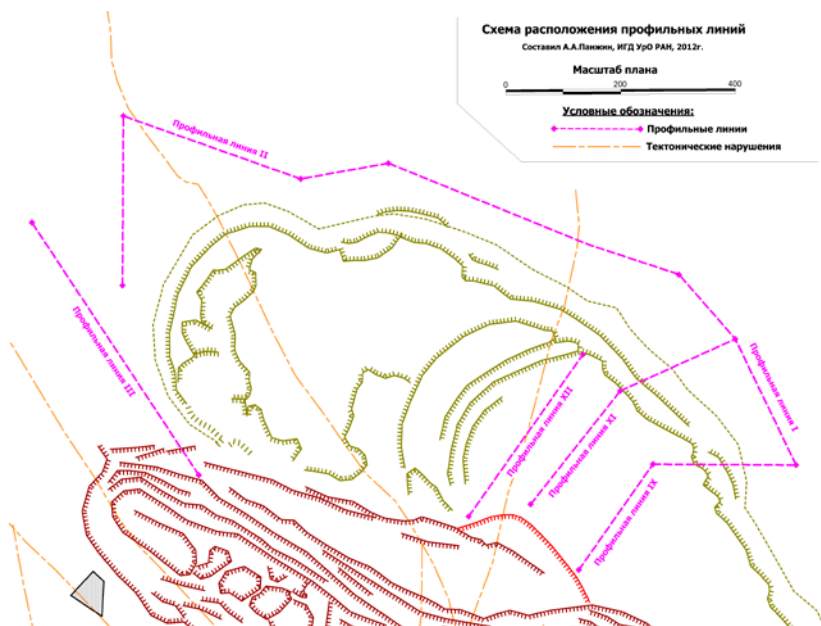 Схема расположения профильных линий
Составил А.А.Панжин, ИГД УрО РАН, 2012г.
Масштаб плана
0 200 400
Условные обозначения:
Профильные линии
Тектонические нарушения
Профильная линия II
Профильная линия III
Профильная линия XII
Профильная линия XI
Профильная линия I
Профильная линия IX